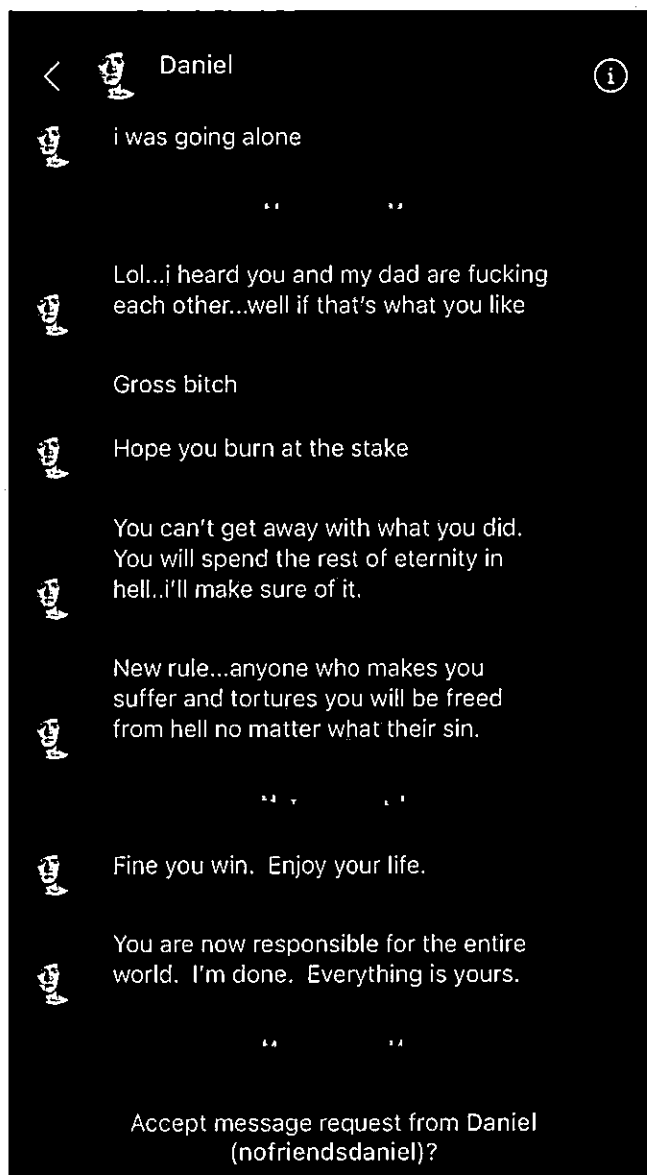 Daniel
i was going alone
Lol...i heard you and my dad are fucking
each other...well if that's what you like
Gross bitch
Hope you burn at the stake
You can't get away with what you did.
You will spend the rest of eternity in
hell..i'll make sure of it.
New rule...anyone who makes you
suffer and tortures you will be freed
from hell no matter what their sin.
Fine you win.  Enjoy your life.
You are now responsible for the entire
world.  I'm done.  Everything is yours.
Accept message request from Daniel
(nofriendsdaniel)?